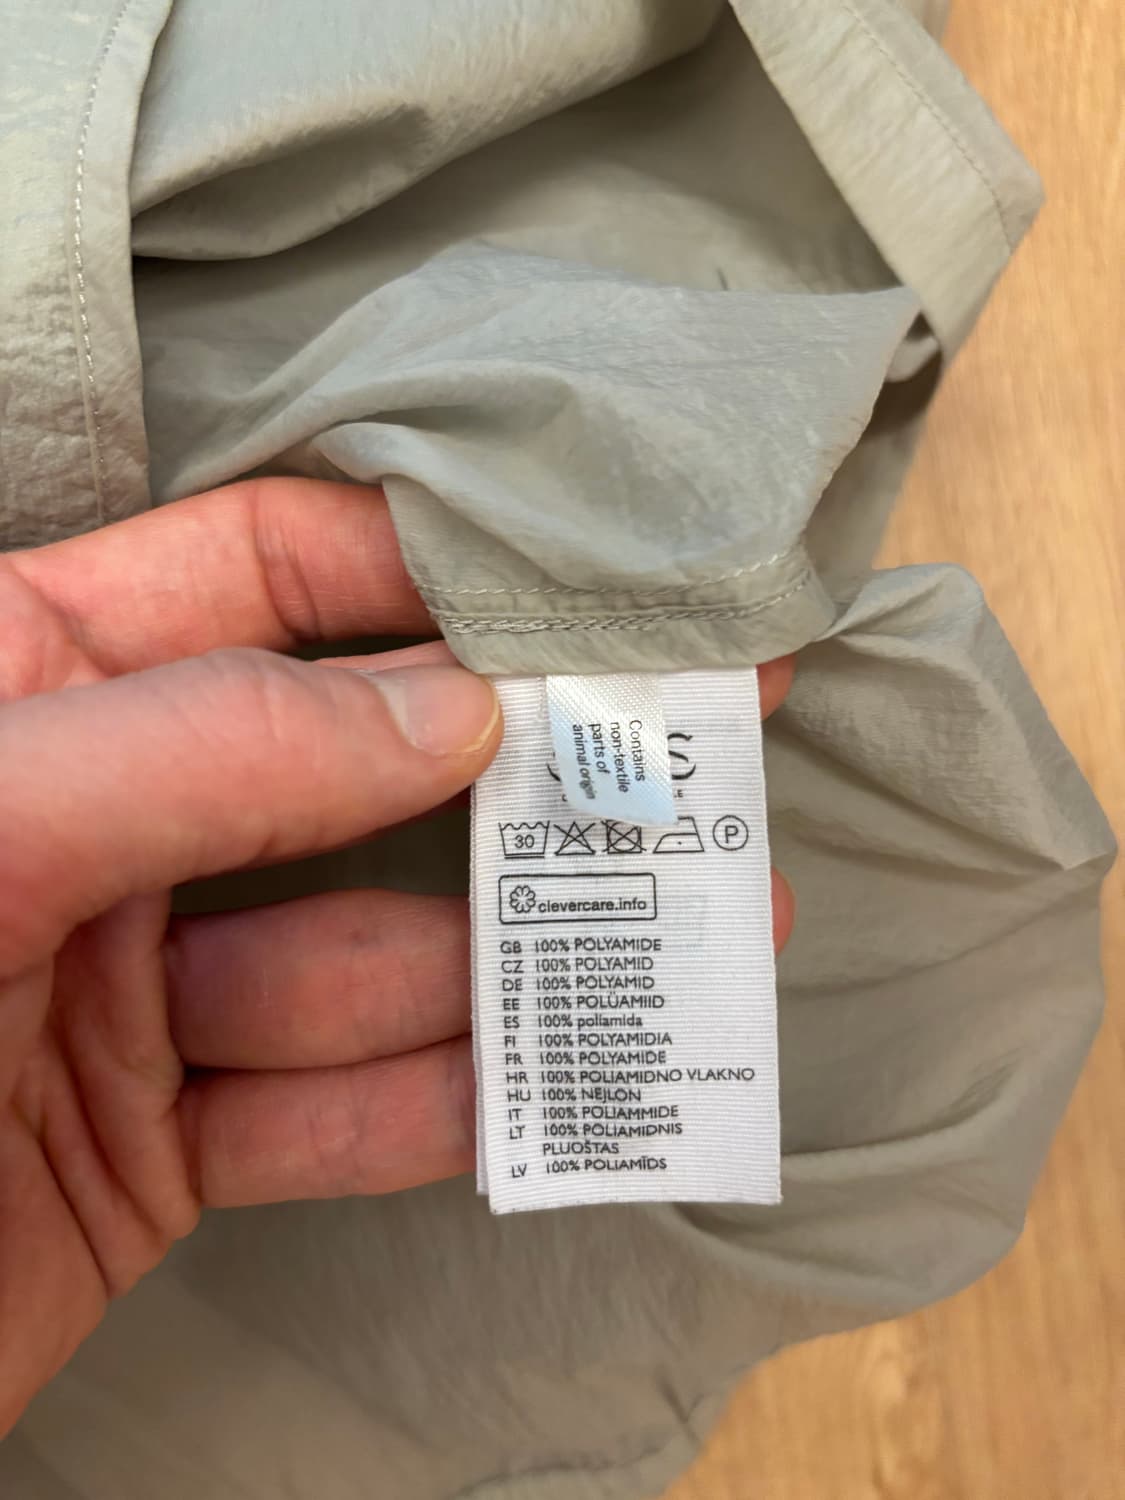 Contains
non-textile
parts of
animal origin
30
P
clevercare.info
GB 100% POLYAMIDE
CZ 100% POLYAMID
DE 100% POLYAMID
EE 100% POLÜAMIID
ES 100% poliamida
FI 100% POLYAMIDIA
FR 100% POLYAMIDE
HR 100% POLIAMIDNO VLAKNO
HU 100% NEJLON
IT 100% POLIAMMIDE
LT 100% POLIAMIDNIS
PLUOŠTAS
LV 100% POLIAMĪDS